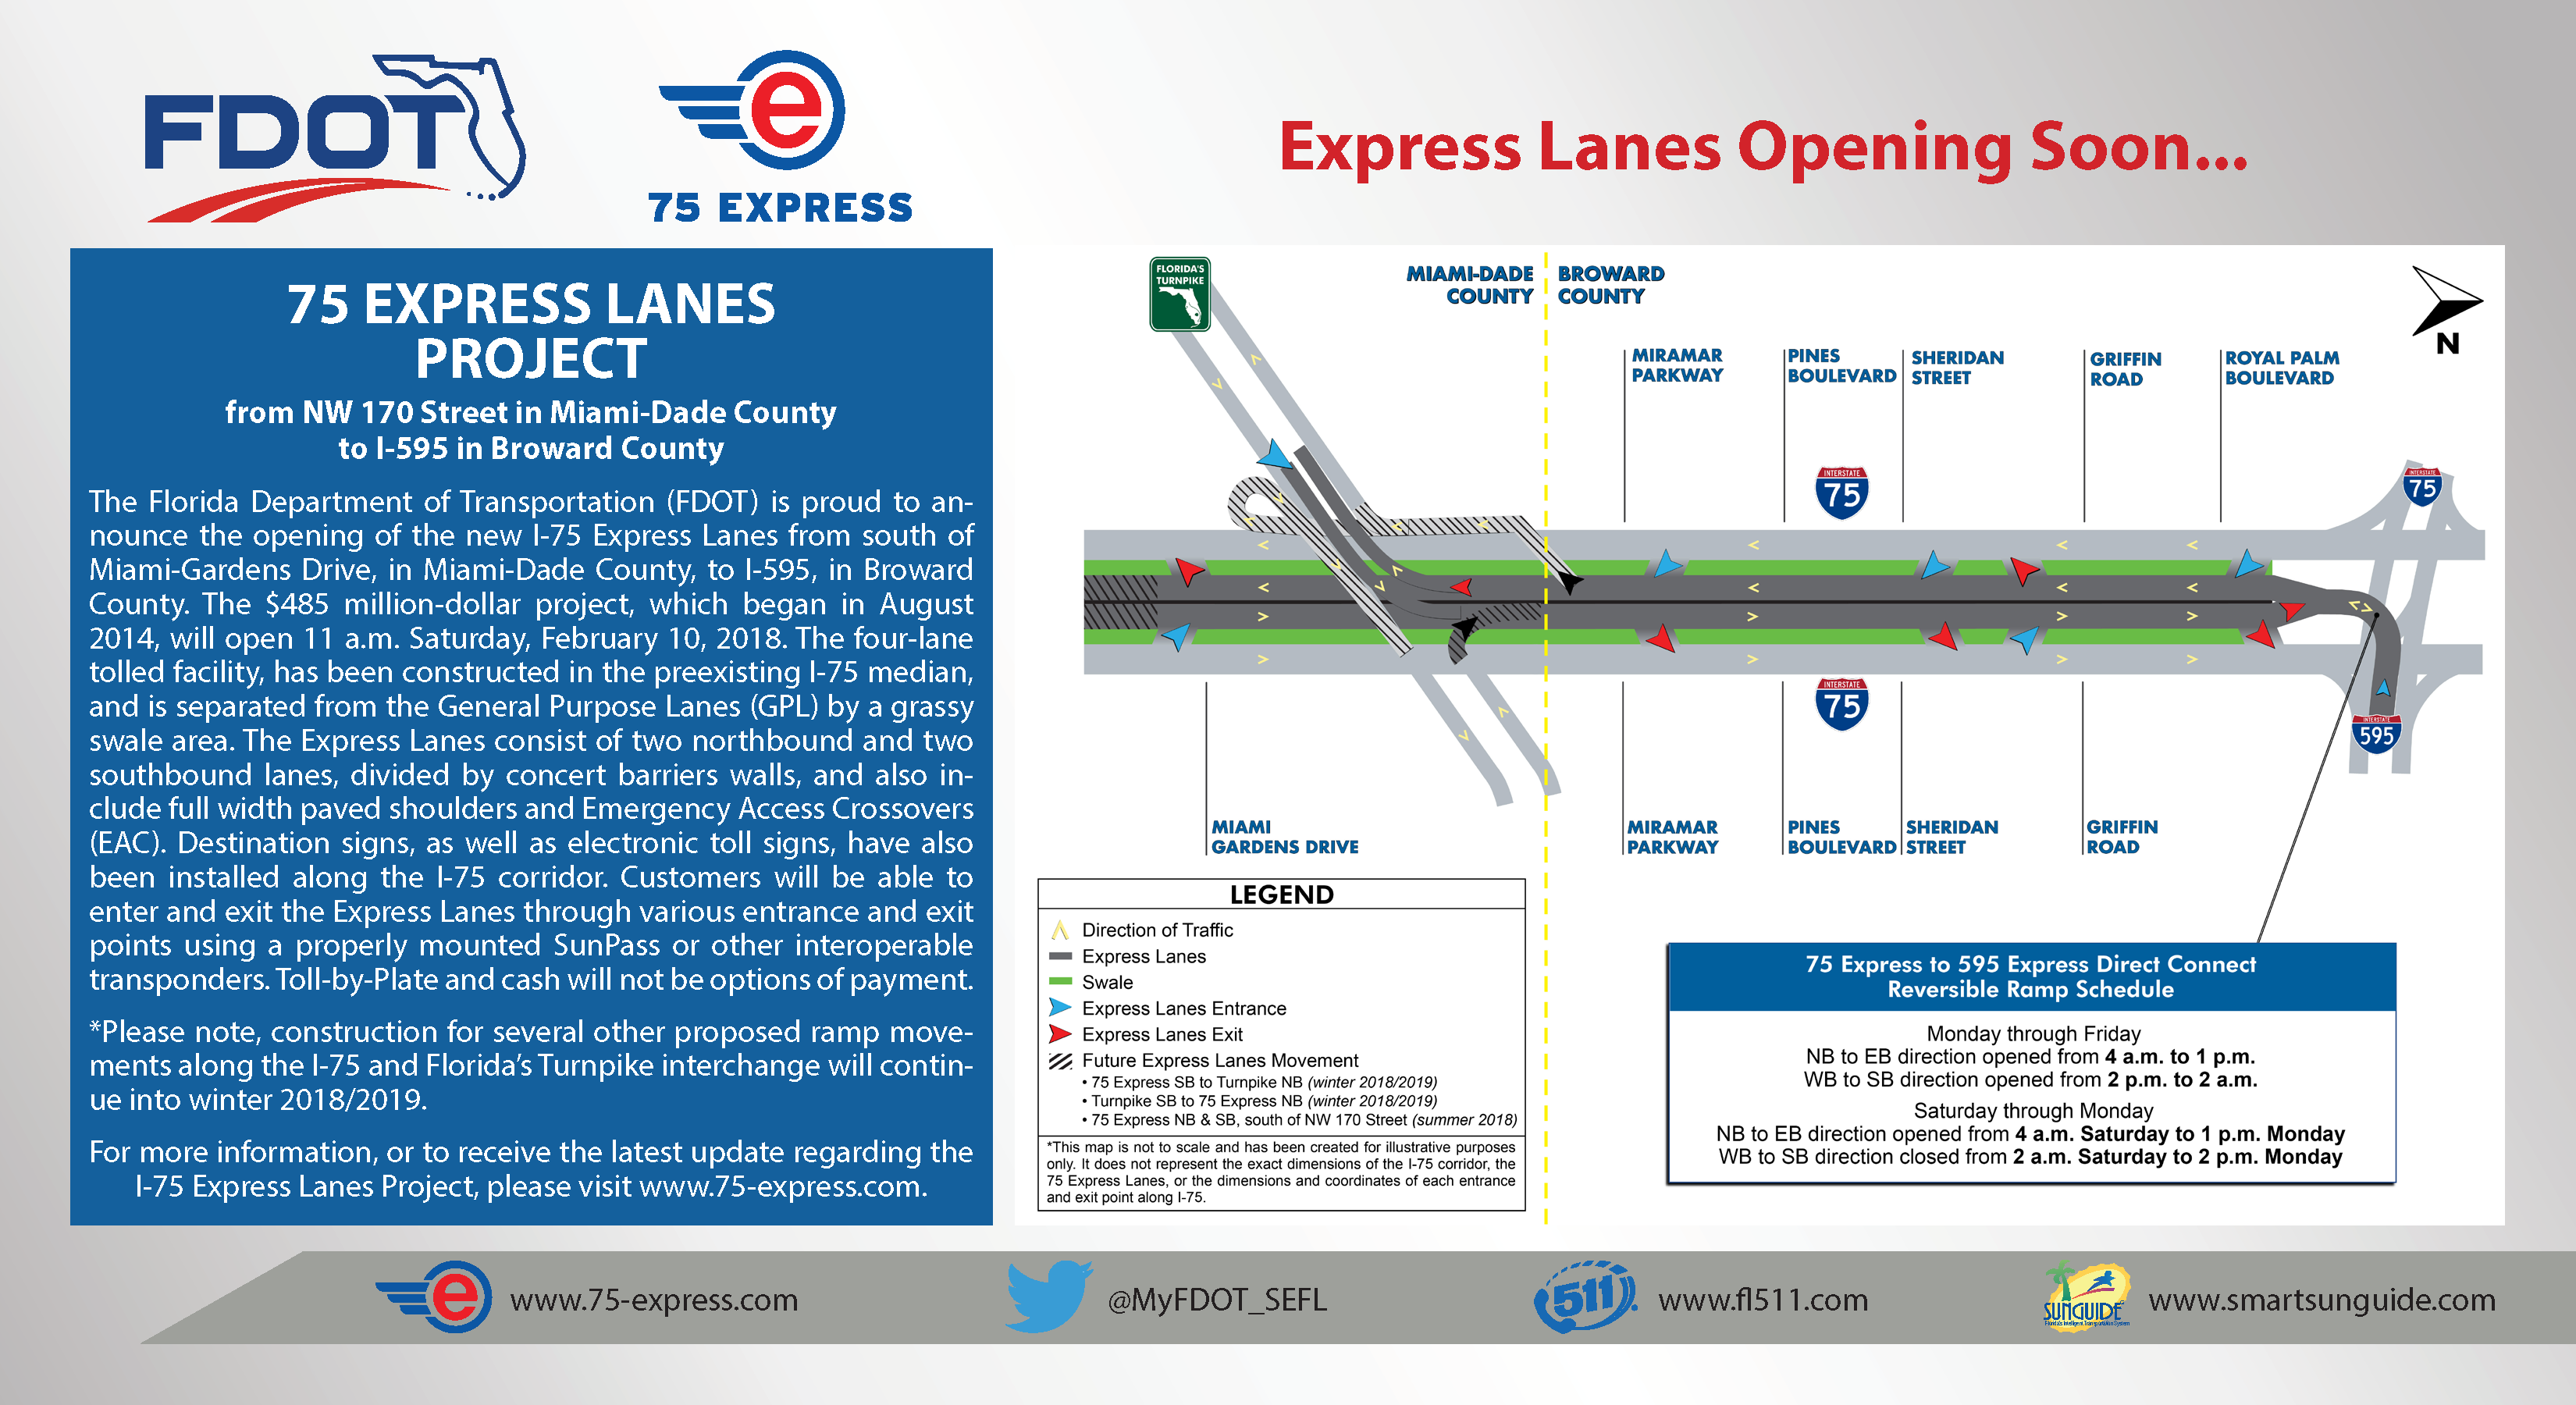 FDOT
e
75 EXPRESS
Express Lanes Opening Soon...
75 EXPRESS LANES
PROJECT
from NW 170 Street in Miami-Dade County
to I-595 in Broward County
The Florida Department of Transportation (FDOT) is proud to an-
nounce the opening of the new I-75 Express Lanes from south of
Miami-Gardens Drive, in Miami-Dade County, to I-595, in Broward
County. The $485 million-dollar project, which began in August
2014, will open 11 a.m. Saturday, February 10, 2018. The four-lane
tolled facility, has been constructed in the preexisting I-75 median,
and is separated from the General Purpose Lanes (GPL) by a grassy
swale area. The Express Lanes consist of two northbound and two
southbound lanes, divided by concert barriers walls, and also in-
clude full width paved shoulders and Emergency Access Crossovers
(EAC). Destination signs, as well as electronic toll signs, have also
been installed along the I-75 corridor. Customers will be able to
enter and exit the Express Lanes through various entrance and exit
points using a properly mounted SunPass or other interoperable
transponders. Toll-by-Plate and cash will not be options of payment.
*Please note, construction for several other proposed ramp move-
ments along the I-75 and Florida's Turnpike interchange will contin-
ue into winter 2018/2019.
For more information, or to receive the latest update regarding the
I-75 Express Lanes Project, please visit www.75-express.com.
FLORIDA'S
TURNPIKE
MIAMI-DADE
COUNTY
BROWARD
COUNTY
N
MIRAMAR
PARKWAY
PINES
BOULEVARD
SHERIDAN
STREET
GRIFFIN
ROAD
ROYAL PALM
BOULEVARD
INTERSTATE
75
INTERSTATE
75
INTERSTATE
75
INTERSTATE
595
MIAMI
GARDENS DRIVE
MIRAMAR
PARKWAY
PINES
BOULEVARD
SHERIDAN
STREET
GRIFFIN
ROAD
LEGEND
Direction of Traffic
Express Lanes
Swale
Express Lanes Entrance
Express Lanes Exit
Future Express Lanes Movement
• 75 Express SB to Turnpike NB (winter 2018/2019)
• Turnpike SB to 75 Express NB (winter 2018/2019)
• 75 Express NB & SB, south of NW 170 Street (summer 2018)
*This map is not to scale and has been created for illustrative purposes
only. It does not represent the exact dimensions of the I-75 corridor, the
75 Express Lanes, or the dimensions and coordinates of each entrance
and exit point along I-75.
75 Express to 595 Express Direct Connect
Reversible Ramp Schedule
Monday through Friday
NB to EB direction opened from 4 a.m. to 1 p.m.
WB to SB direction opened from 2 p.m. to 2 a.m.
Saturday through Monday
NB to EB direction opened from 4 a.m. Saturday to 1 p.m. Monday
WB to SB direction closed from 2 a.m. Saturday to 2 p.m. Monday
e
www.75-express.com
@MyFDOT_SEFL
511
www.fl511.com
SUNGUIDE
Florida's Intelligent Transportation System
www.smartsunguide.com